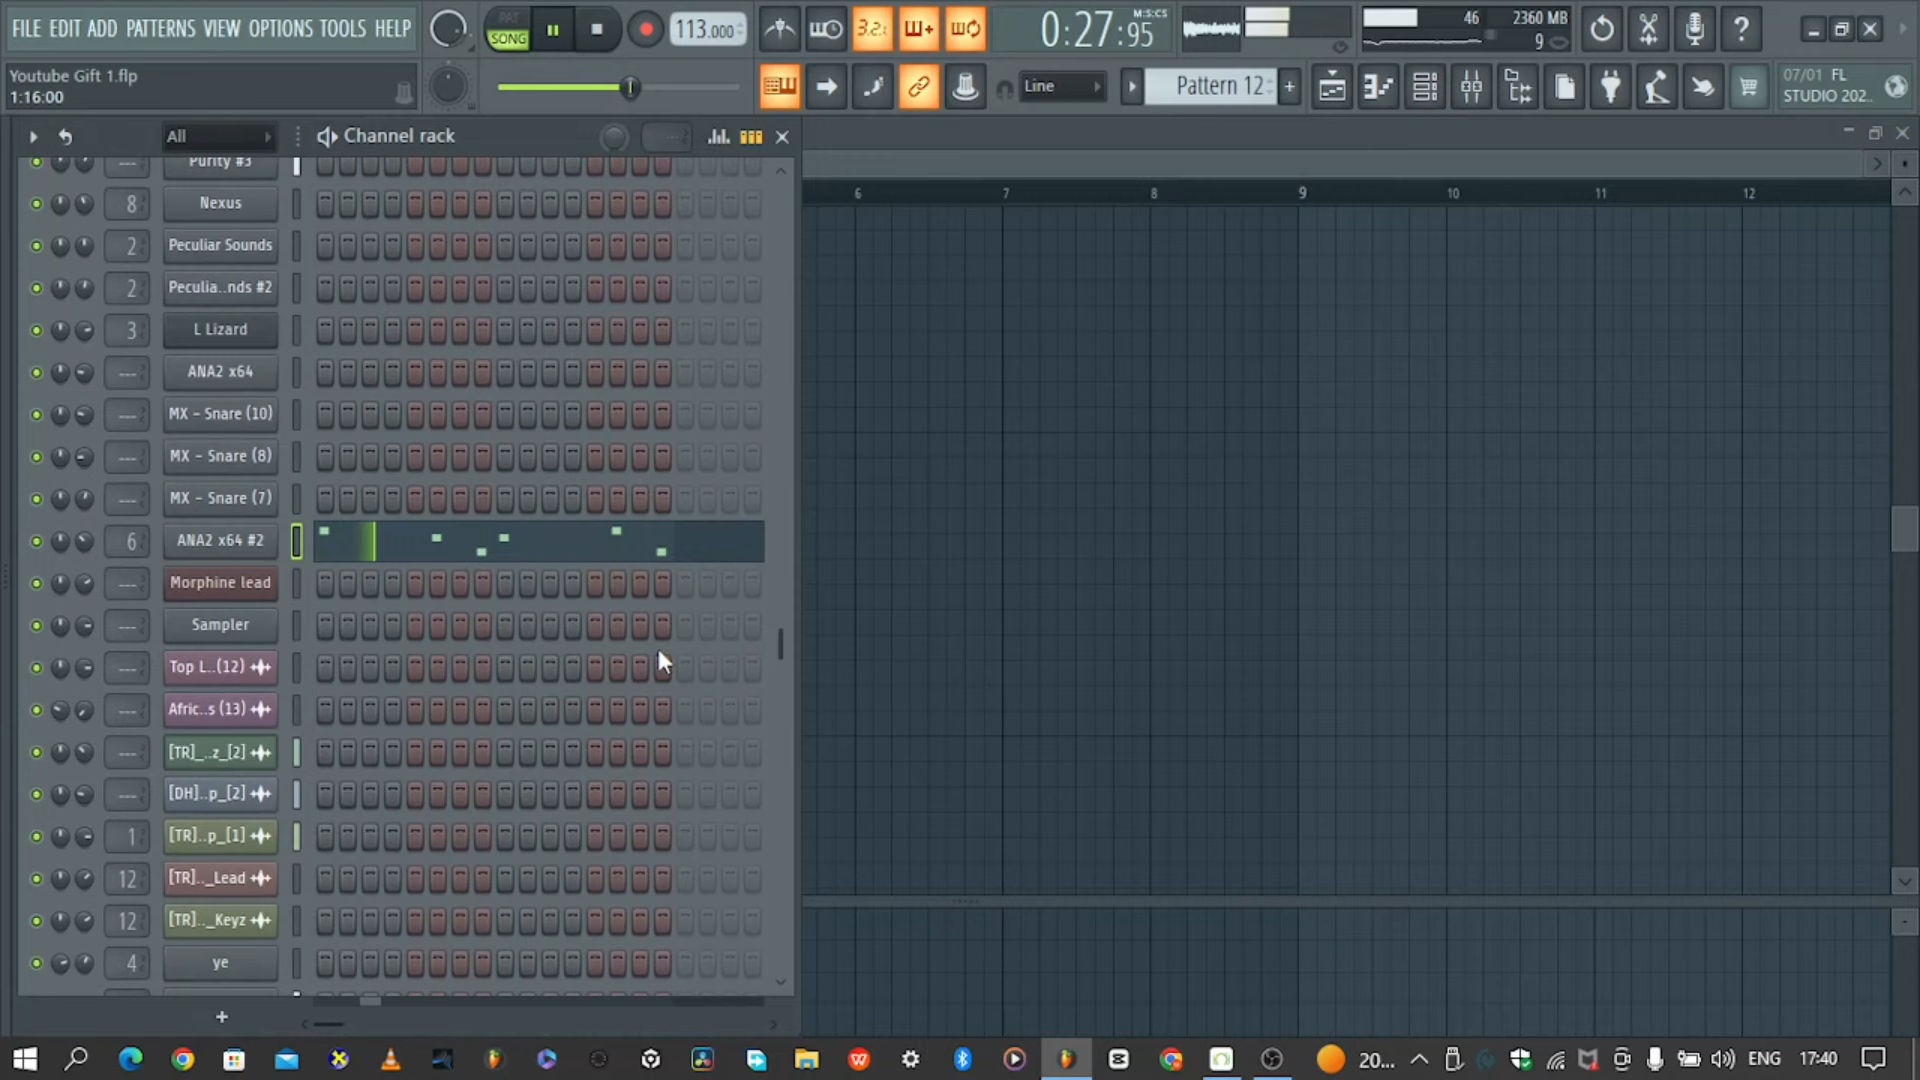 FILE EDIT ADD PATTERNS VIEW OPTIONS TOOLS HELP
PAT
SONG
113.000
3.2:
0:27:95
M:S:CS
46
2360 MB
9
Youtube Gift 1.flp
1:16:00
Line
Pattern 12
+
07/01 FL
STUDIO 202..
All
Channel rack
Purity #3
8 Nexus
2 Peculiar Sounds
2 Peculia..nds #2
3 L Lizard
--- ANA2 x64
--- MX - Snare (10)
--- MX - Snare (8)
--- MX - Snare (7)
6 ANA2 x64 #2
--- Morphine lead
--- Sampler
--- Top L..(12)
--- Afric..s (13)
--- [TR]_..z_[2]
--- [DH]..p_[2]
1 [TR]..p_[1]
12 [TR].._Lead
12 [TR].._Keyz
4 ye
+
6 7 8 9 10 11 12
20...
ENG
17:40